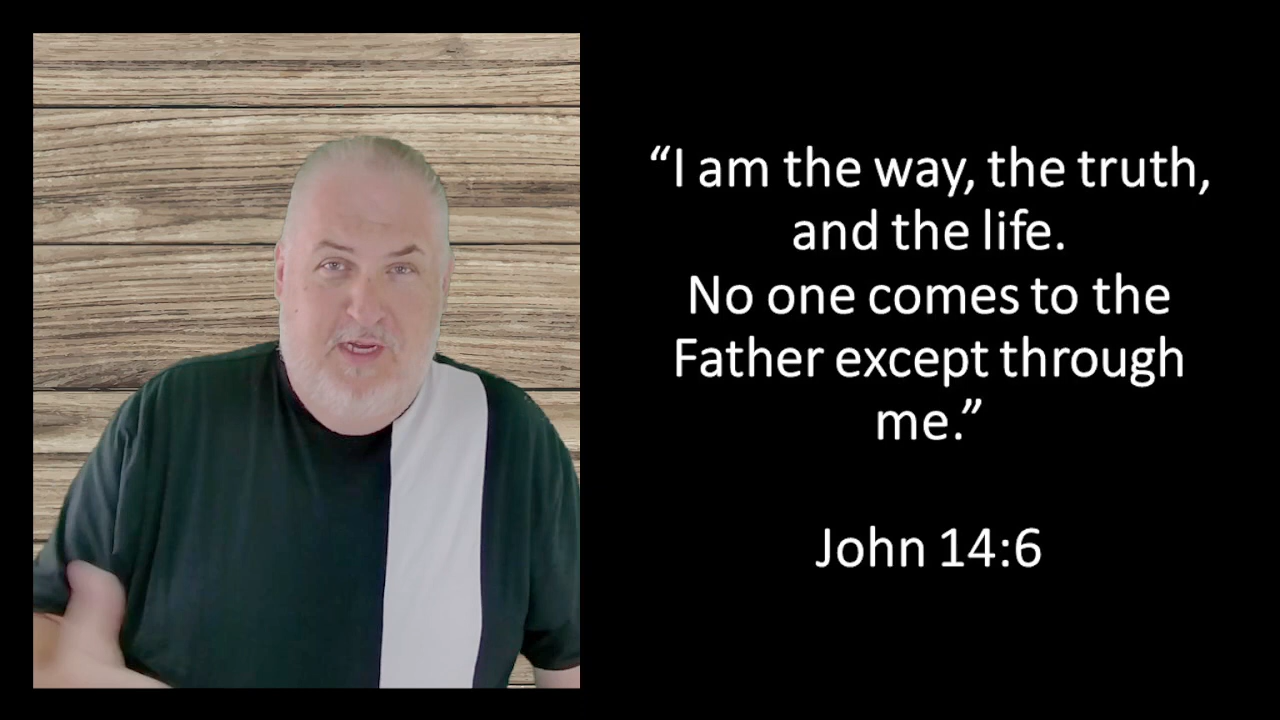 “I am the way, the truth,
and the life.
No one comes to the
Father except through
me.”
John 14:6